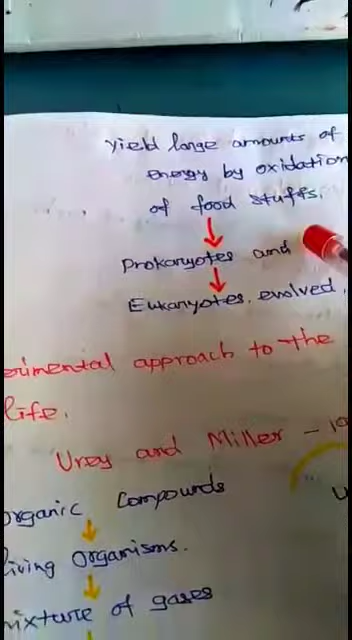 yield large amounts of
energy by oxidation
of food stuffs.
Prokaryotes and
Eukaryotes. evolved.
erimental approach to the
life.
Urey and Miller - 19
organic Compounds
living Organisms.
mixture of gases